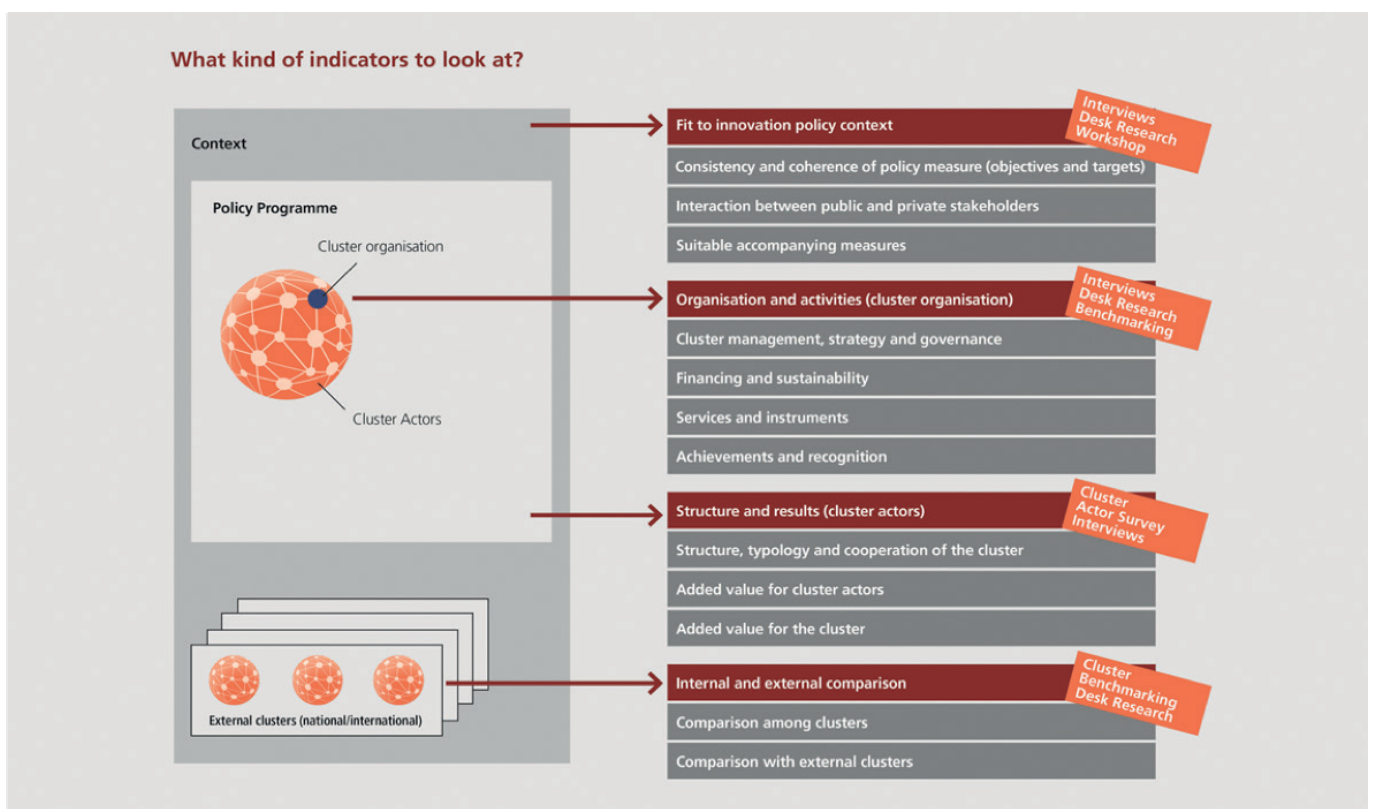 What kind of indicators to look at?
Context
Policy Programme
Cluster organisation
Cluster Actors
External clusters (national/international)
Fit to innovation policy context
Interviews
Desk Research
Workshop
Consistency and coherence of policy measure (objectives and targets)
Interaction between public and private stakeholders
Suitable accompanying measures
Organisation and activities (cluster organisation)
Interviews
Desk Research
Benchmarking
Cluster management, strategy and governance
Financing and sustainability
Services and instruments
Achievements and recognition
Structure and results (cluster actors)
Cluster
Actor Survey
Interviews
Structure, typology and cooperation of the cluster
Added value for cluster actors
Added value for the cluster
Internal and external comparison
Cluster
Benchmarking
Desk Research
Comparison among clusters
Comparison with external clusters